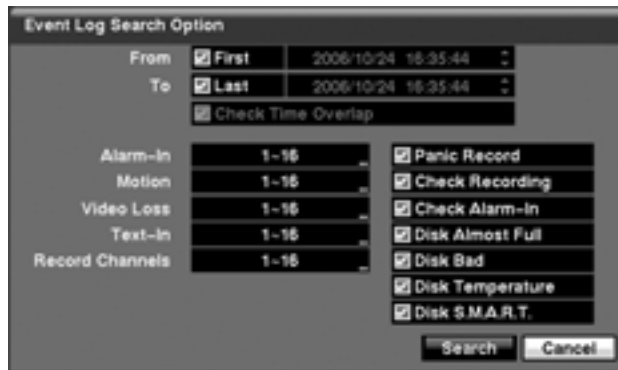 Event Log Search Option
From First 2006/10/24 16:35:44
To Last 2006/10/24 16:35:44
Check Time Overlap
Alarm-In 1~16 Panic Record
Motion 1~16 Check Recording
Video Loss 1~16 Check Alarm-In
Text-In 1~16 Disk Almost Full
Record Channels 1~16 Disk Bad
Disk Temperature
Disk S.M.A.R.T.
Search Cancel